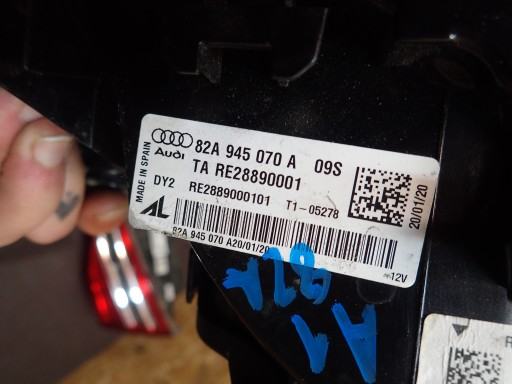 MADE IN SPAIN
Audi
82A 945 070 A 09S
TA RE28890001
DY2 RE2889000101 T1-05278
AL
20/01/20
82A 945 070 A20/01/20
12V
A1
82A
R